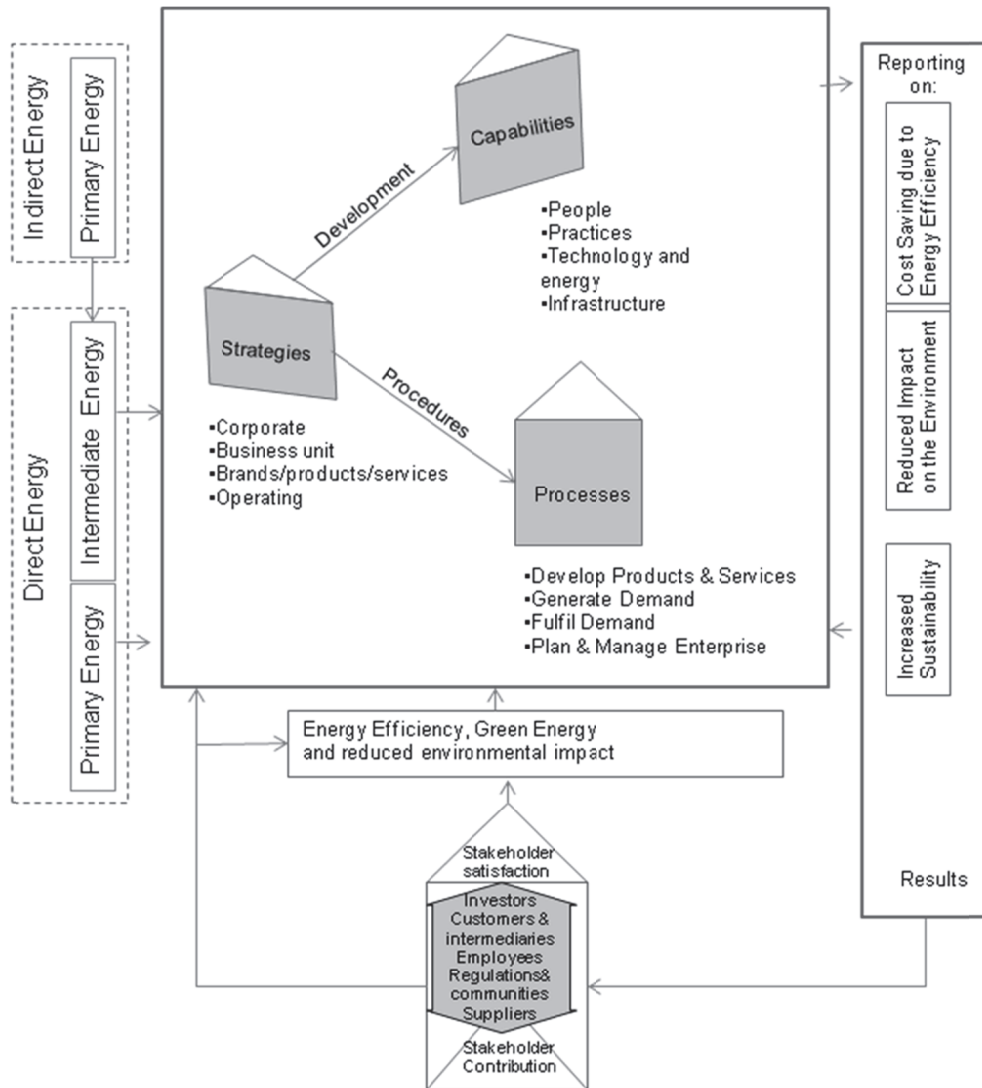 Indirect Energy
Primary Energy
Direct Energy
Intermediate Energy
Primary Energy
Capabilities
Development
▪People
▪Practices
▪Technology and
energy
▪Infrastructure
Strategies
Procedures
▪Corporate
▪Business unit
▪Brands/products/services
▪Operating
Processes
▪Develop Products & Services
▪Generate Demand
▪Fulfil Demand
▪Plan & Manage Enterprise
Reporting
on:
Cost Saving due to
Energy Efficiency
Reduced Impact
on the Environment
Increased
Sustainability
Results
Energy Efficiency, Green Energy
and reduced environmental impact
Stakeholder
satisfaction
Investors
Customers &
intermediaries
Employees
Regulations&
communities
Suppliers
Stakeholder
Contribution